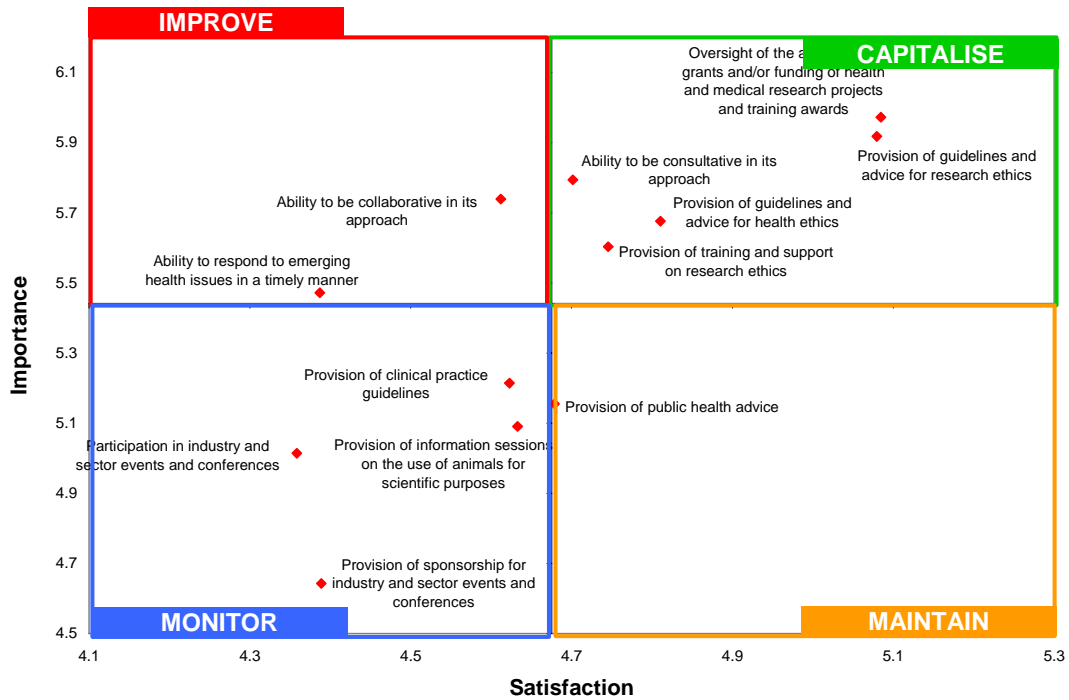 IMPROVE
CAPITALISE
Oversight of the a
grants and/or funding of health
and medical research projects
and training awards
Provision of guidelines and
advice for research ethics
Ability to be consultative in its
approach
Ability to be collaborative in its
approach
Provision of guidelines and
advice for health ethics
Provision of training and support
on research ethics
Ability to respond to emerging
health issues in a timely manner
Provision of clinical practice
guidelines
Provision of public health advice
Participation in industry and
sector events and conferences
Provision of information sessions
on the use of animals for
scientific purposes
Provision of sponsorship for
industry and sector events and
conferences
MONITOR
MAINTAIN
Importance
6.1
5.9
5.7
5.5
5.3
5.1
4.9
4.7
4.5
4.1
4.3
4.5
4.7
4.9
5.1
5.3
Satisfaction